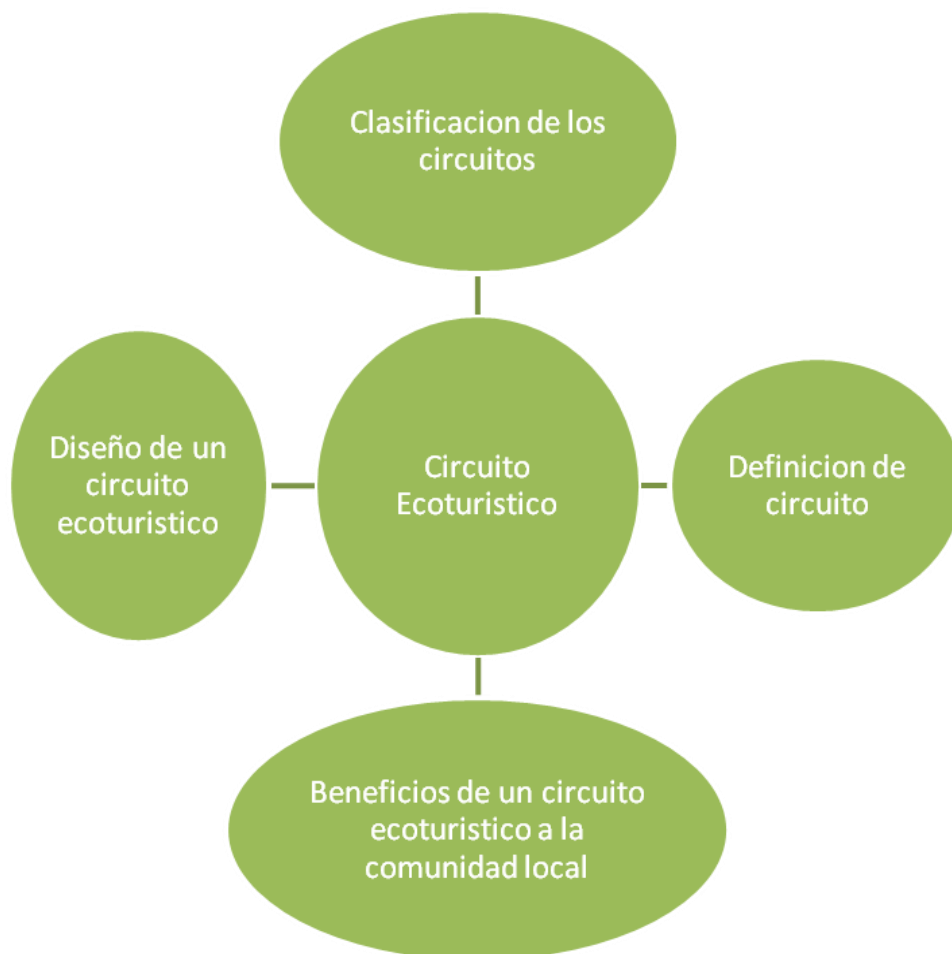 Clasificacion de los
circuitos
Diseño de un
circuito
ecoturistico
Circuito
Ecoturistico
Definicion de
circuito
Beneficios de un circuito
ecoturistico a la
comunidad local